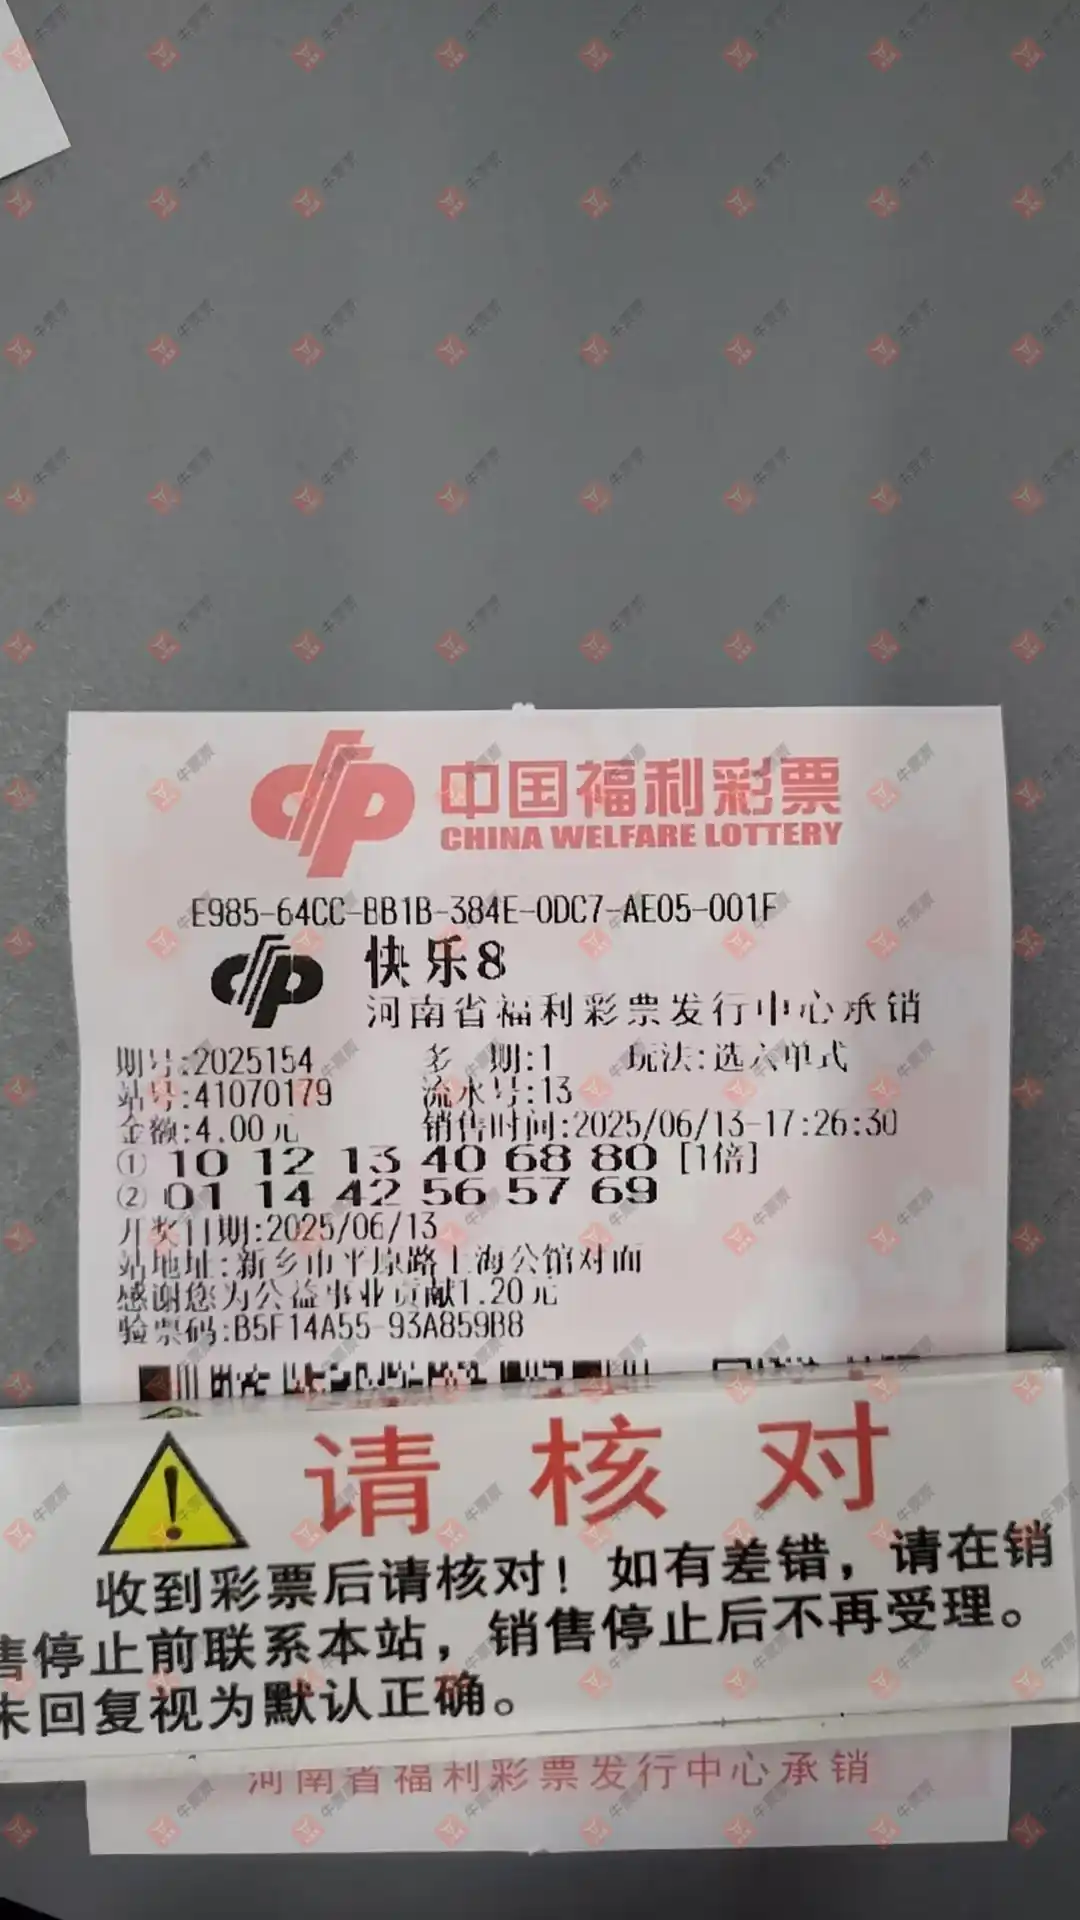 中国福利彩票
CHINA WELFARE LOTTERY
E985-64CC-BB1B-384E-0DC7-AE05-001F
快乐8
河南省福利彩票发行中心承销
期号:2025154 多 期:1 玩法:选六单式
站号:41070179 流水号:13
金额:4.00元 销售时间:2025/06/13-17:26:30
① 10 12 13 40 68 80 [1倍]
② 01 14 42 56 57 69
开奖日期:2025/06/13
站地址:新乡市平原路上海公馆对面
感谢您为公益事业贡献1.20元
验票码:B5F14A55-93A859B8
请核对
收到彩票后请核对！如有差错，请在销
售停止前联系本站，销售停止后不再受理。
未回复视为默认正确。
河南省福利彩票发行中心承销
牛票票